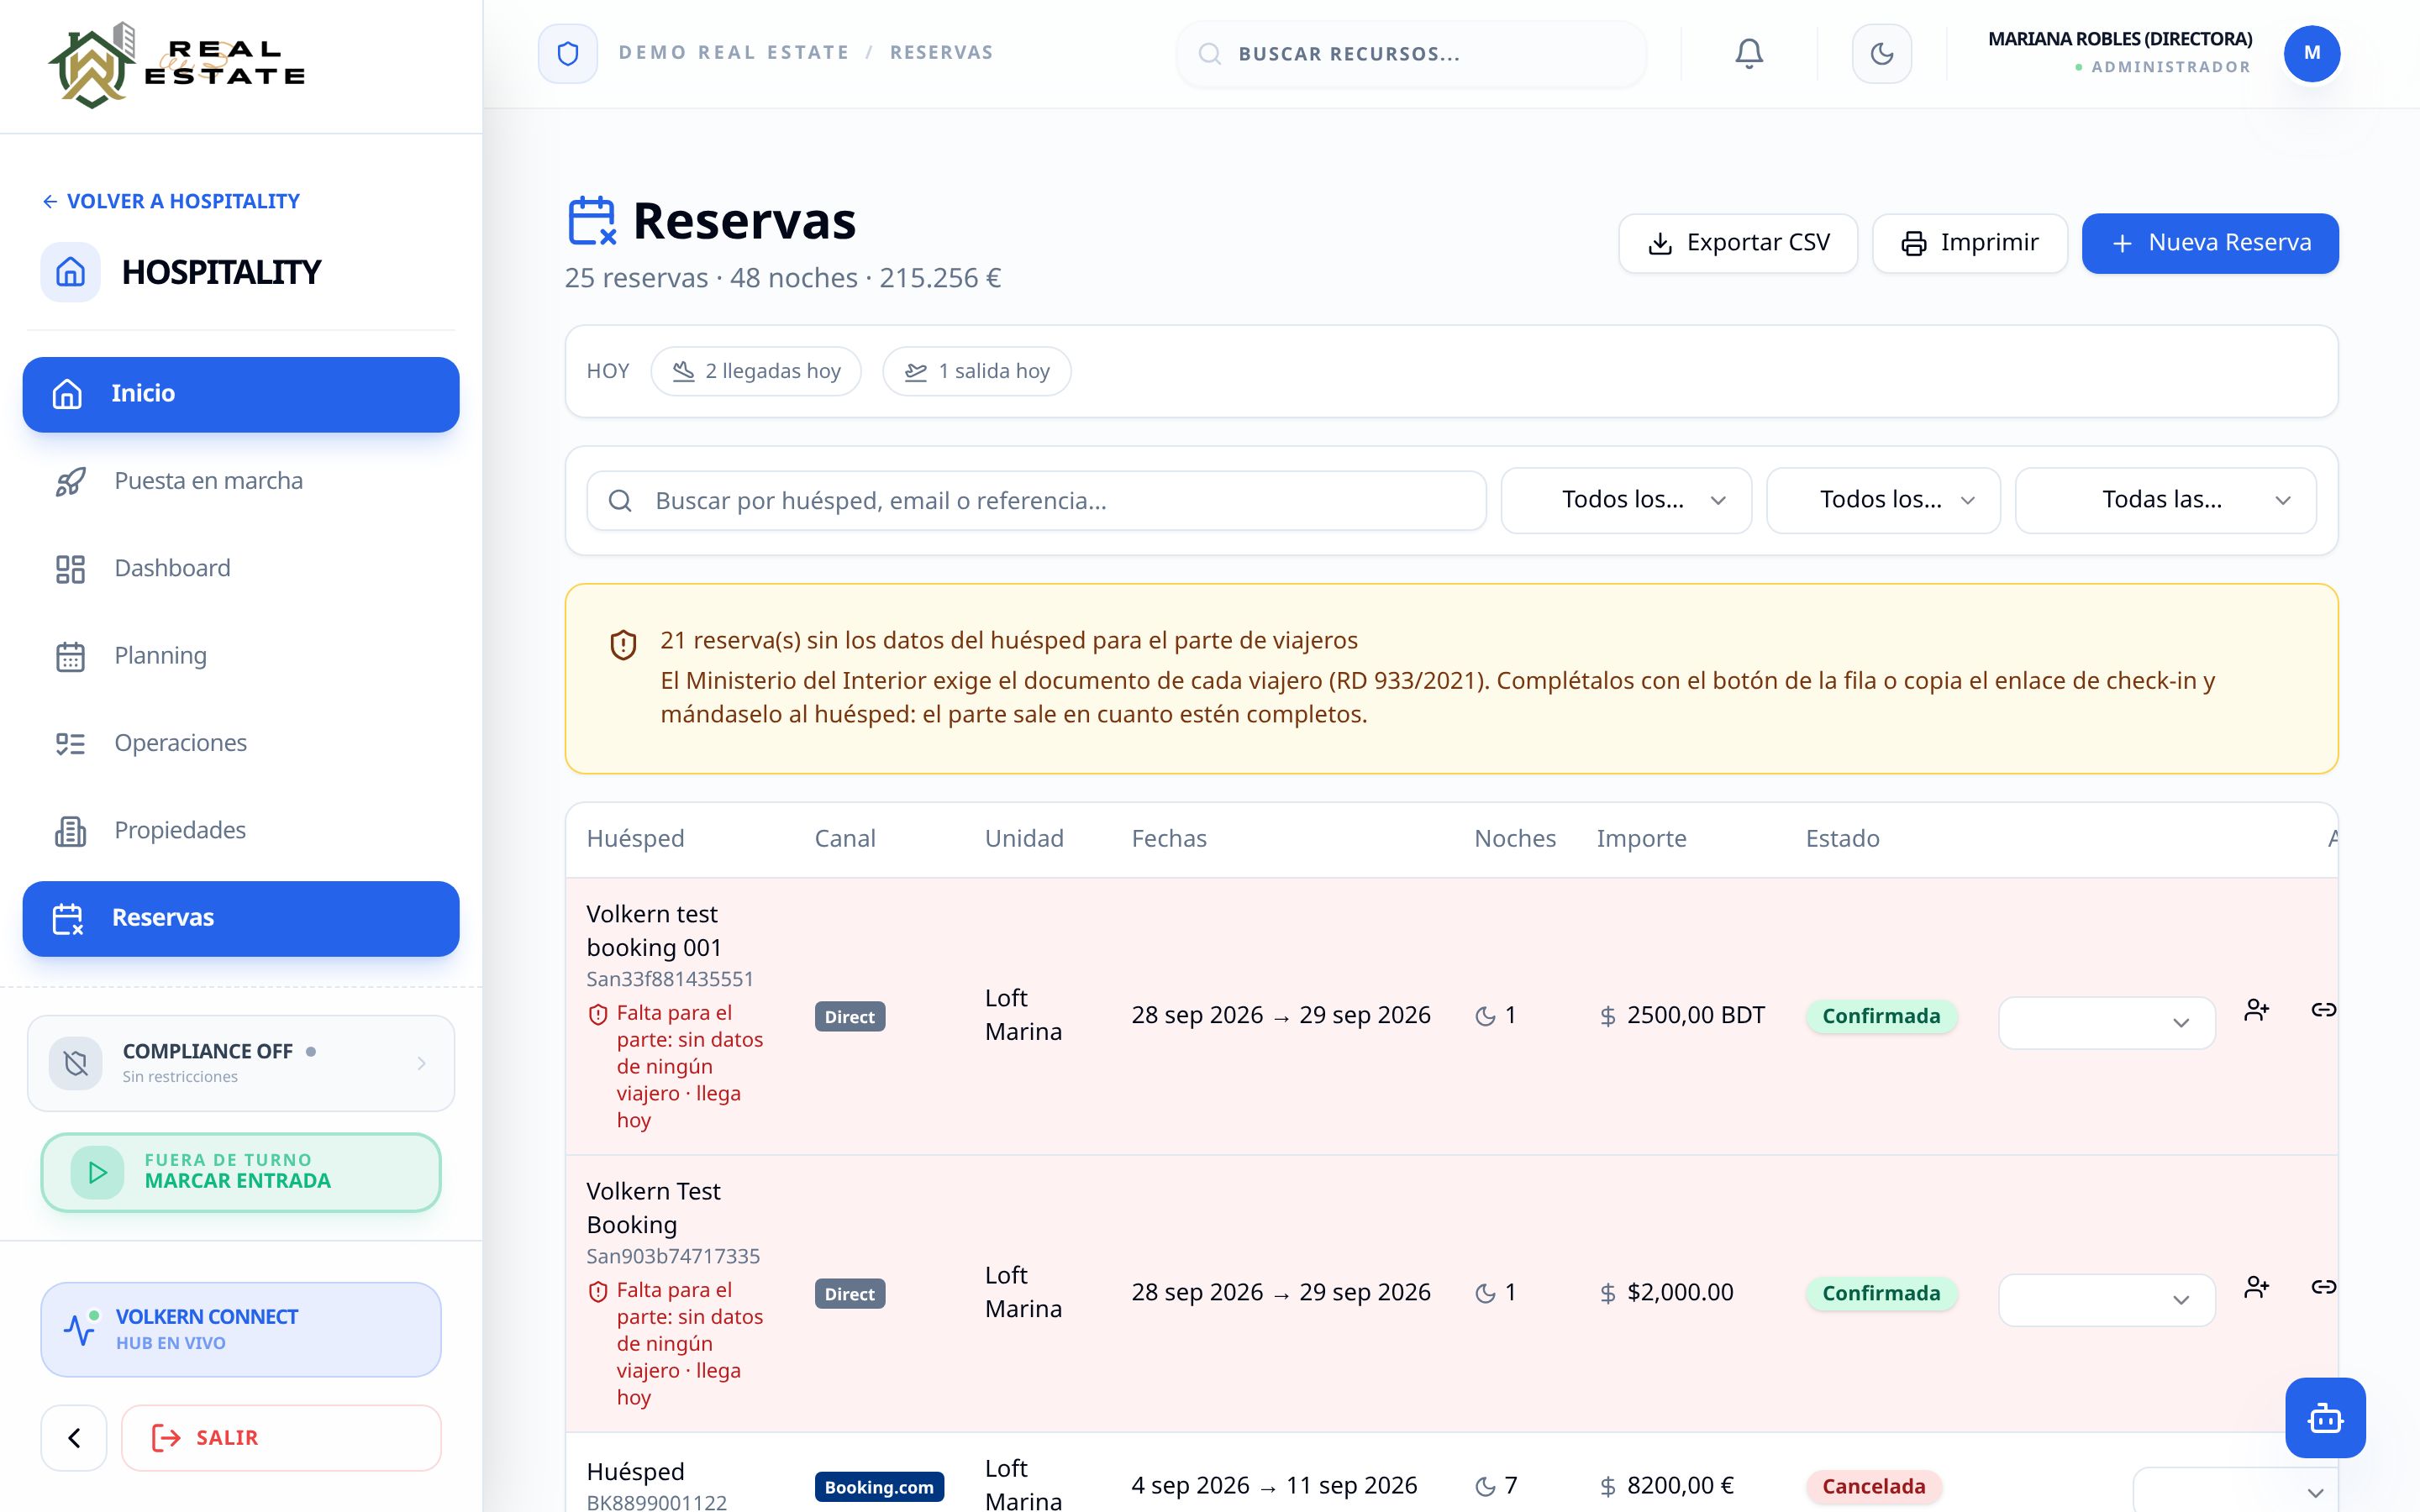 REAL
ESTATE
DEMO REAL ESTATE / RESERVAS
BUSCAR RECURSOS...
MARIANA ROBLES (DIRECTORA)
ADMINISTRADOR
M
← VOLVER A HOSPITALITY
HOSPITALITY
Inicio
Puesta en marcha
Dashboard
Planning
Operaciones
Propiedades
Reservas
COMPLIANCE OFF
Sin restricciones
FUERA DE TURNO
MARCAR ENTRADA
VOLKERN CONNECT
HUB EN VIVO
SALIR
Reservas
25 reservas · 48 noches · 215.256 €
Exportar CSV
Imprimir
Nueva Reserva
HOY
2 llegadas hoy
1 salida hoy
Buscar por huésped, email o referencia...
Todos los...
Todos los...
Todas las...
21 reserva(s) sin los datos del huésped para el parte de viajeros
El Ministerio del Interior exige el documento de cada viajero (RD 933/2021). Complétalos con el botón de la fila o copia el enlace de check-in y
mándaselo al huésped: el parte sale en cuanto estén completos.
Huésped Canal Unidad Fechas Noches Importe Estado
Volkern test
booking 001
San33f881435551
Falta para el
parte: sin datos
de ningún
viajero · llega
hoy
Direct
Loft
Marina
28 sep 2026 → 29 sep 2026
1
$ 2500,00 BDT
Confirmada
Volkern Test
Booking
San903b74717335
Falta para el
parte: sin datos
de ningún
viajero · llega
hoy
Direct
Loft
Marina
28 sep 2026 → 29 sep 2026
1
$ $2,000.00
Confirmada
Huésped
BK8899001122
Booking.com
Loft
Marina
4 sep 2026 → 11 sep 2026
7
$ 8200,00 €
Cancelada